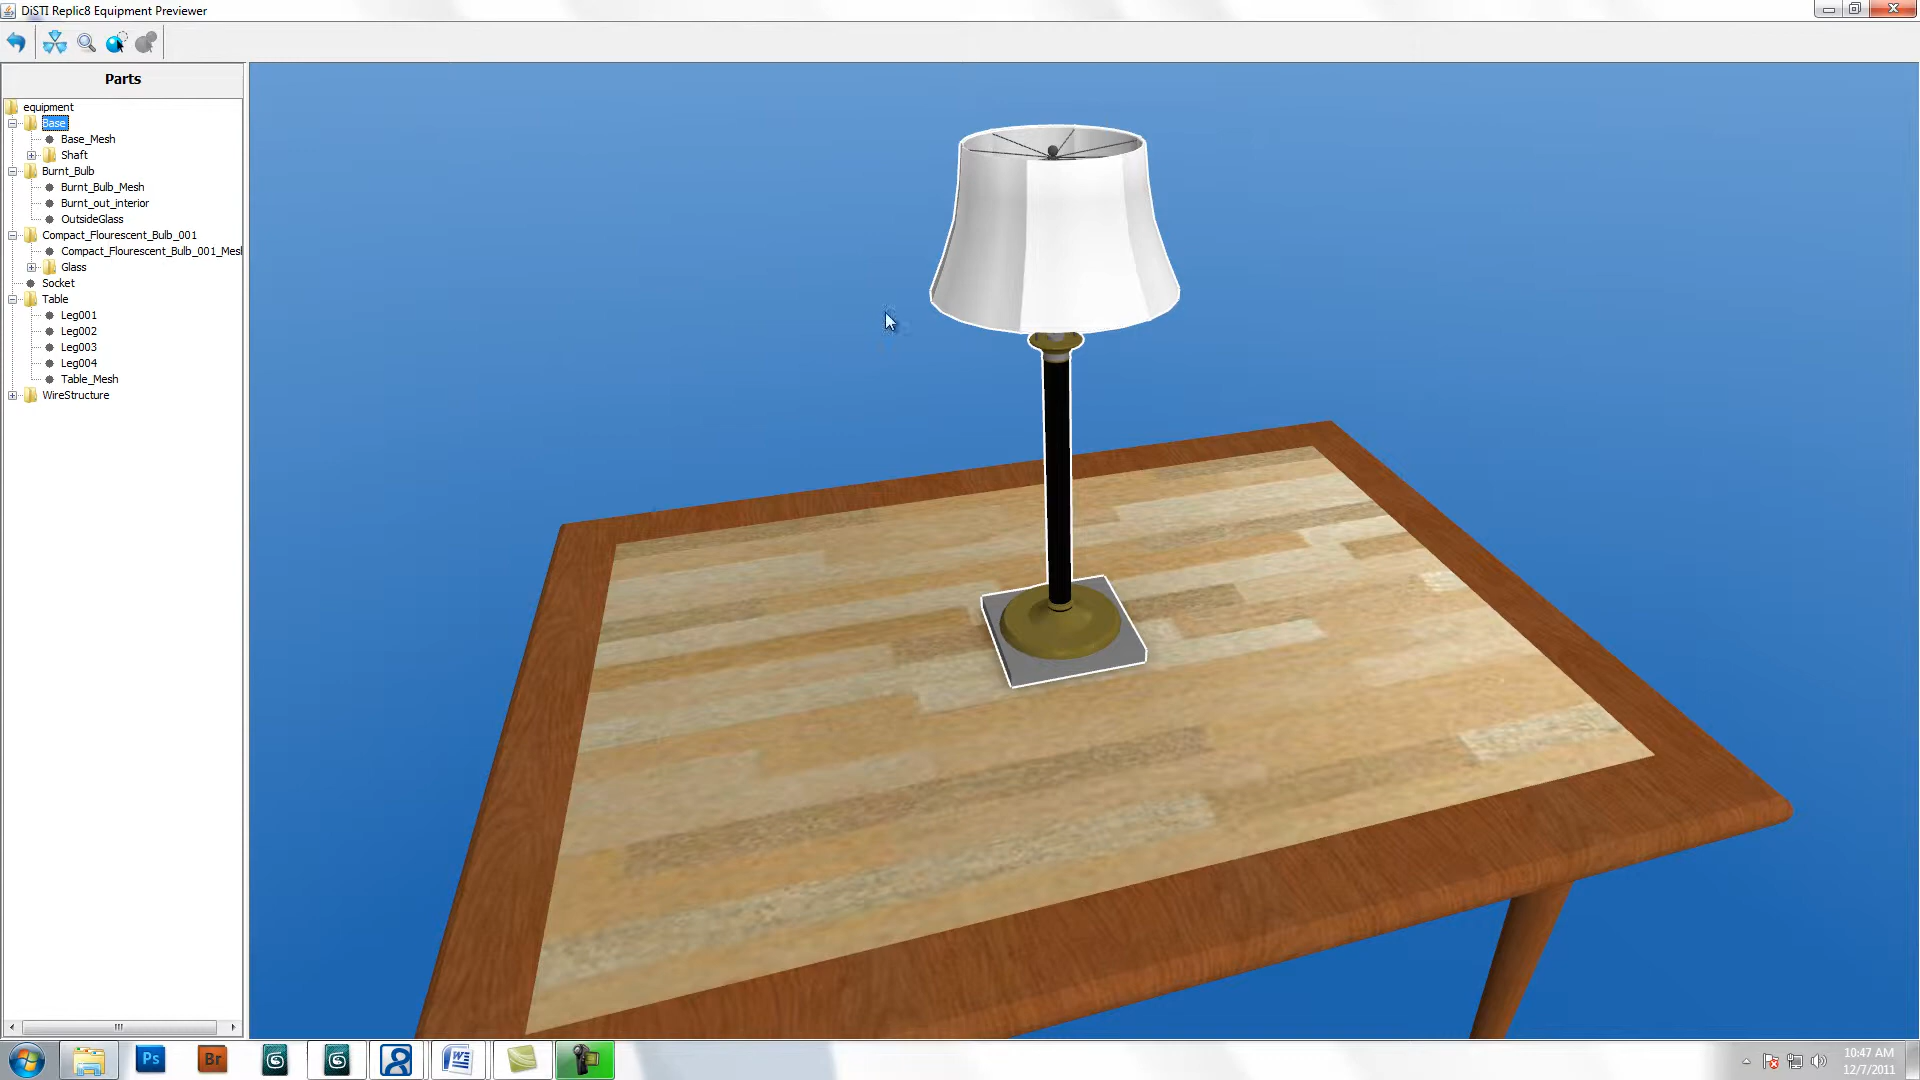 DiSTI Replic8 Equipment Previewer
Parts
equipment
Base
Base_Mesh
Shaft
Burnt_Bulb
Burnt_Bulb_Mesh
Burnt_out_interior
OutsideGlass
Compact_Flourescent_Bulb_001
Compact_Flourescent_Bulb_001_Mesh
Glass
Socket
Table
Leg001
Leg002
Leg003
Leg004
Table_Mesh
WireStructure
Ps
Br
W
10:47 AM
12/7/2011